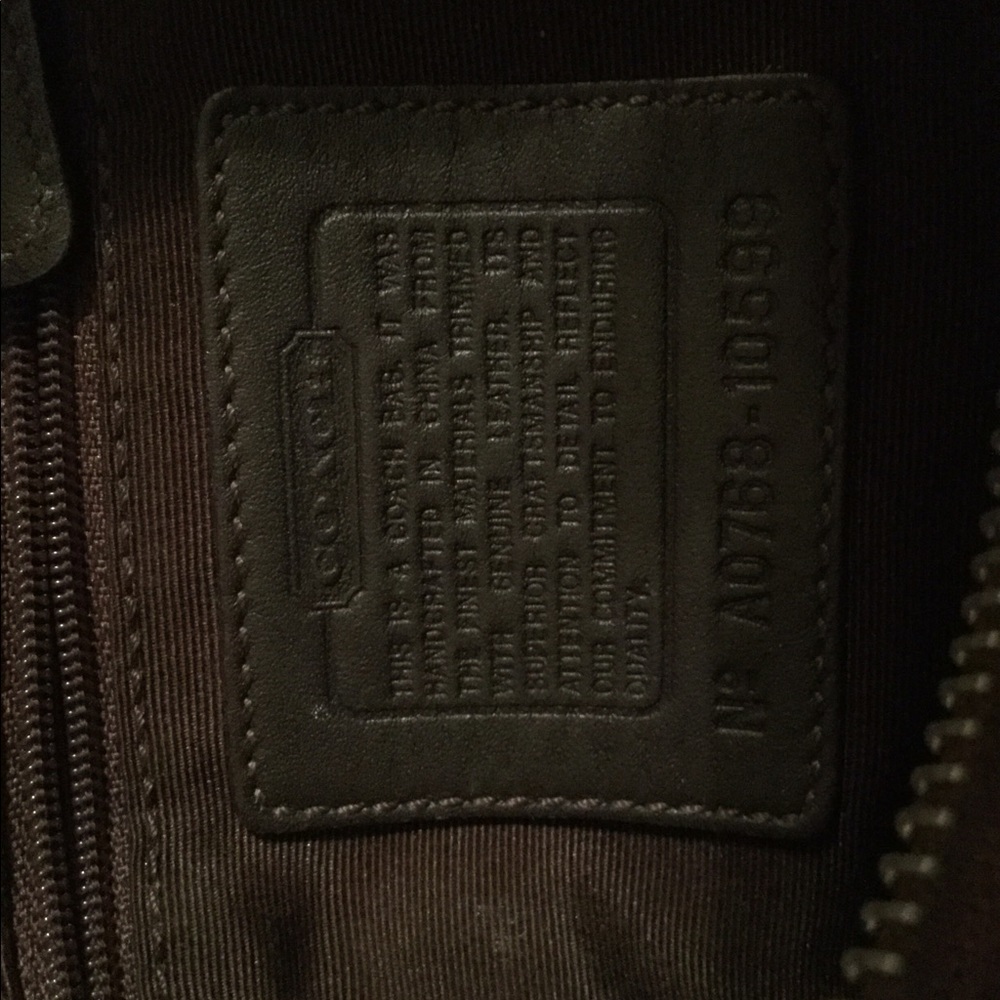 COACH
THIS IS A COACH BAG. IT WAS
HANDCRAFTED IN CHINA FROM
THE FINEST MATERIALS TRIMMED
WITH GENUINE LEATHER. ITS
SUPERIOR CRAFTSMANSHIP AND
ATTENTION TO DETAIL REFLECT
OUR COMMITMENT TO ENDURING
QUALITY.
Nº A0768-10599